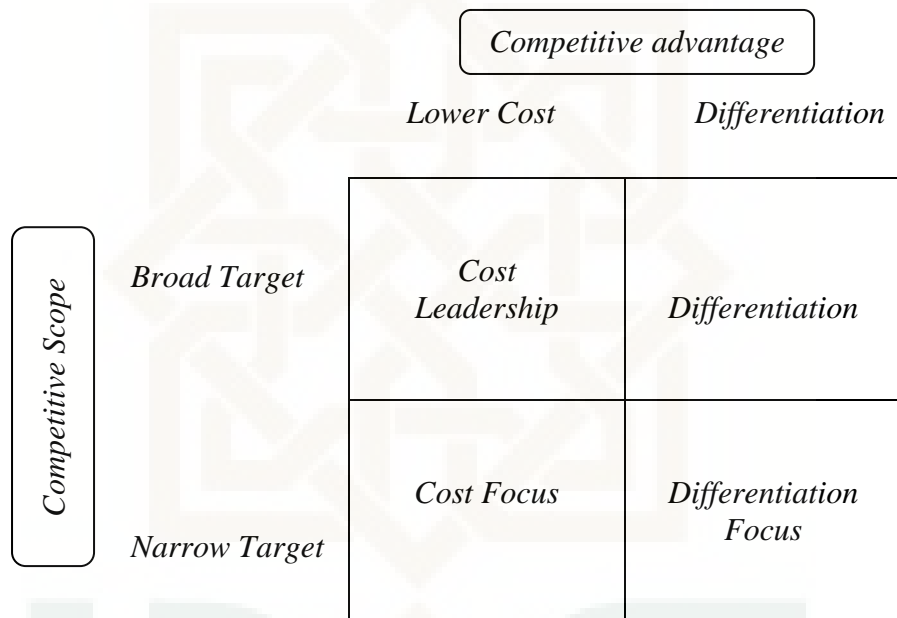 Competitive advantage
Lower Cost
Differentiation
Competitive Scope
Broad Target
Cost
Leadership
Differentiation
Narrow Target
Cost Focus
Differentiation
Focus